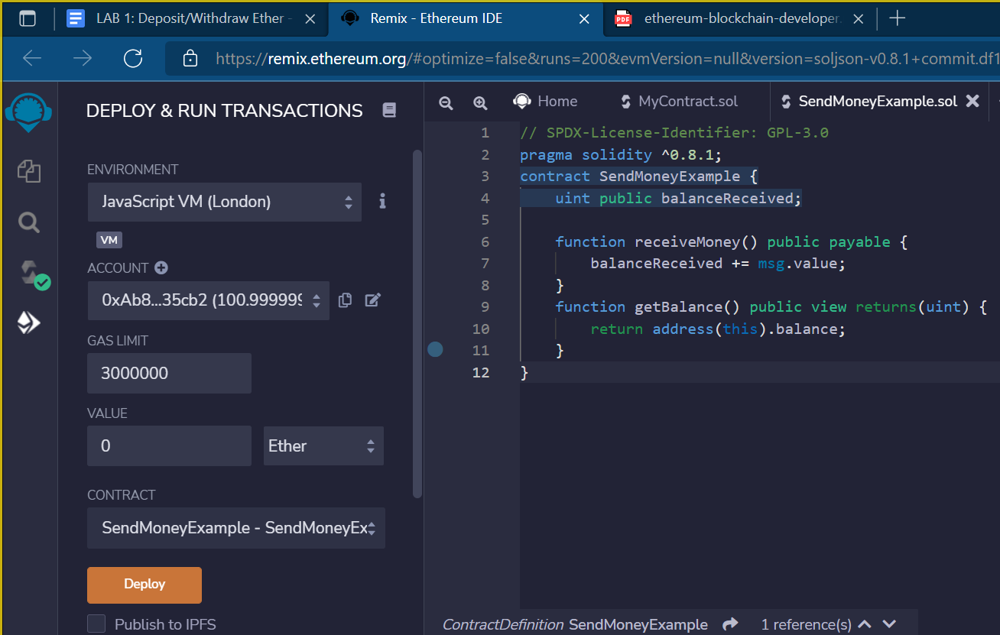 LAB 1: Deposit/Withdraw Ether -
Remix - Ethereum IDE
PDF
ethereum-blockchain-developer.
https://remix.ethereum.org/#optimize=false&runs=200&evmVersion=null&version=soljson-v0.8.1+commit.df1
DEPLOY & RUN TRANSACTIONS
ENVIRONMENT
JavaScript VM (London)
VM
ACCOUNT
0xAb8...35cb2 (100.999999
GAS LIMIT
3000000
VALUE
0
Ether
CONTRACT
SendMoneyExample - SendMoneyEx
Deploy
Publish to IPFS
Home
MyContract.sol
SendMoneyExample.sol
1 // SPDX-License-Identifier: GPL-3.0
2 pragma solidity ^0.8.1;
3 contract SendMoneyExample {
4 uint public balanceReceived;
5
6 function receiveMoney() public payable {
7 balanceReceived += msg.value;
8 }
9 function getBalance() public view returns(uint) {
10 return address(this).balance;
11 }
12 }
ContractDefinition SendMoneyExample 1 reference(s)